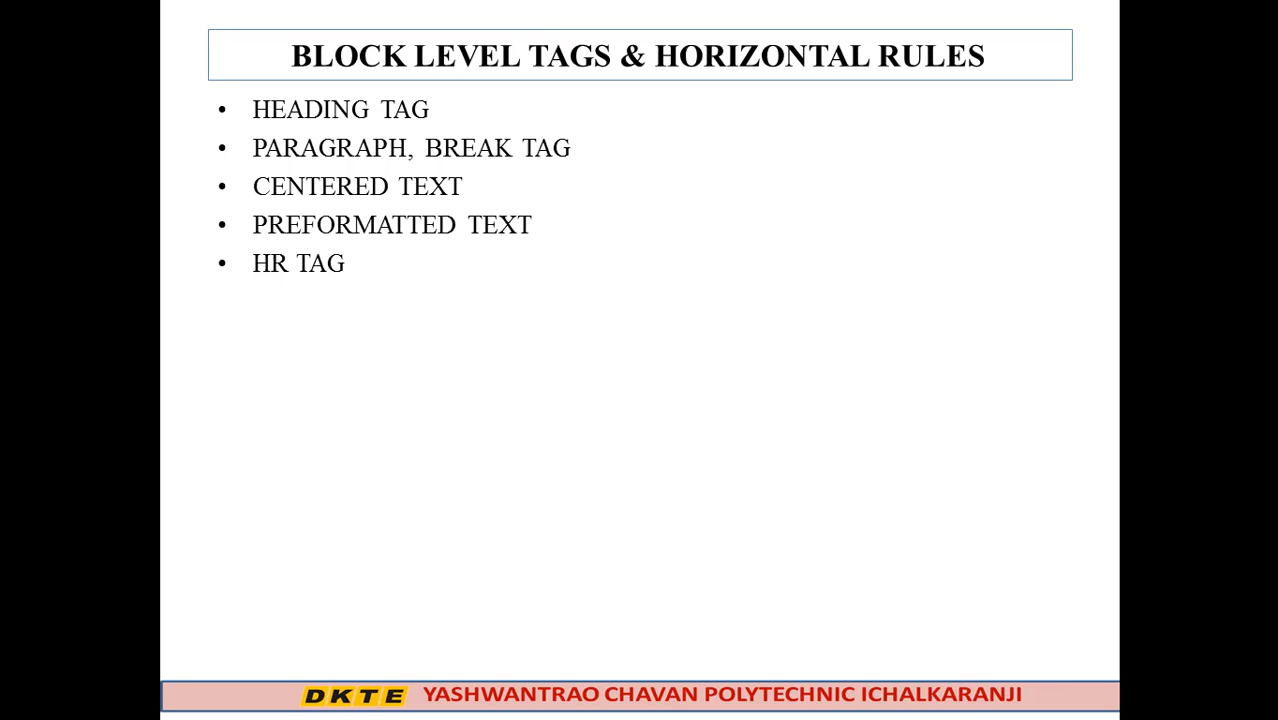 BLOCK LEVEL TAGS & HORIZONTAL RULES
• HEADING TAG
• PARAGRAPH, BREAK TAG
• CENTERED TEXT
• PREFORMATTED TEXT
• HR TAG
DKTE YASHWANTRAO CHAVAN POLYTECHNIC ICHALKARANJI